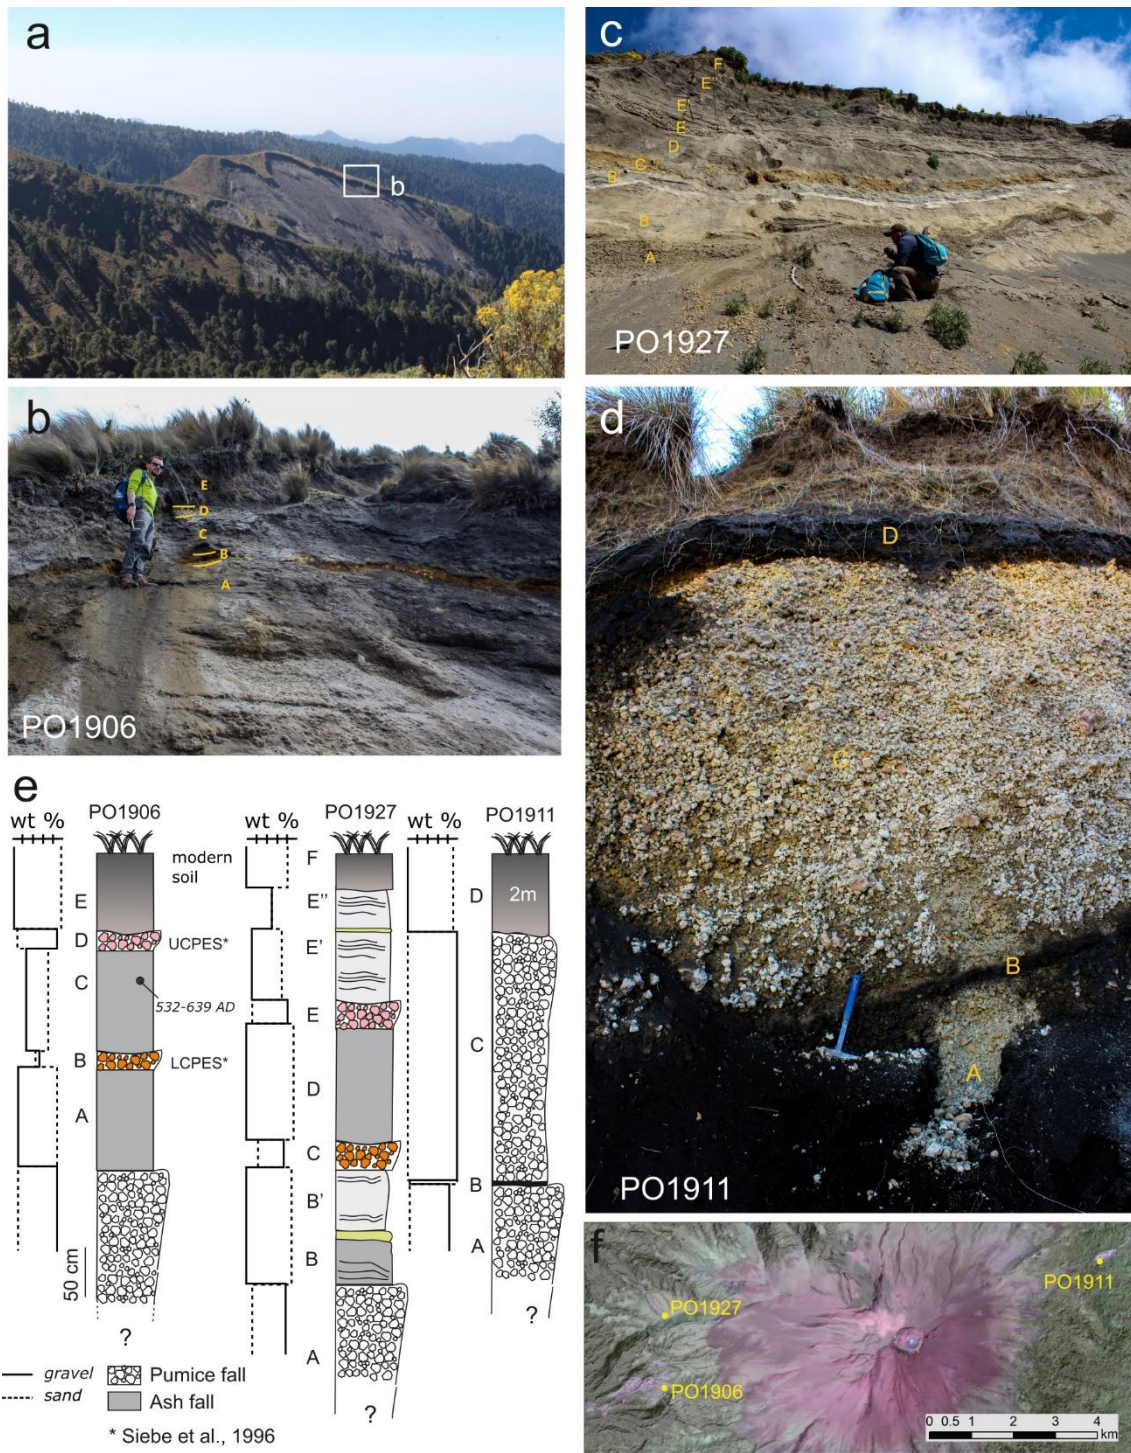 a
b
b
E
D
C
B
A
PO1906
c
F
E"
E'
E
D
C
B'
B
A
PO1927
d
D
C
B
A
PO1911
e
PO1906
PO1927
PO1911
wt %
wt %
wt %
modern
soil
E
D
UCPES*
C
532-639 AD
B
LCPES*
A
50 cm
?
F
E"
E'
E
D
C
B'
B
A
?
D
2m
C
B
A
?
gravel
sand
Pumice fall
Ash fall
* Siebe et al., 1996
f
PO1911
PO1927
PO1906
0 0.5 1 2 3 4
km